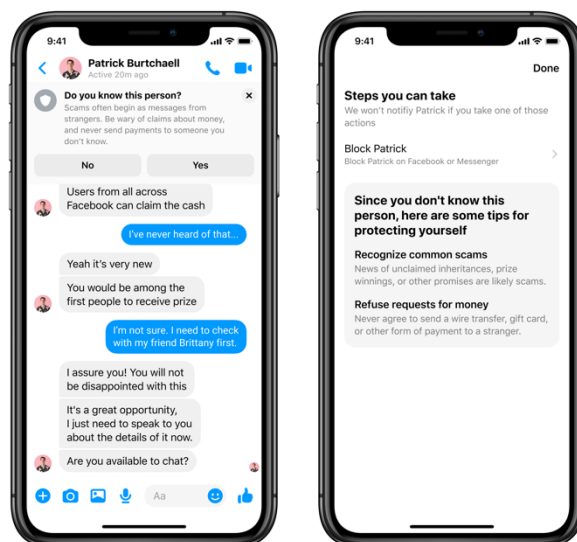 9:41
Patrick Burtchaell
Active 20m ago
Do you know this person?
Scams often begin as messages from
strangers. Be wary of claims about money,
and never send payments to someone you
don't know.
No Yes
Users from all across
Facebook can claim the cash
I've never heard of that...
Yeah it's very new
You would be among the
first people to receive prize
I'm not sure. I need to check
with my friend Brittany first.
I assure you! You will not
be disappointed with this
It's a great opportunity,
I just need to speak to you
about the details of it now.
Are you available to chat?
Aa
9:41
Done
Steps you can take
We won't notifiy Patrick if you take one of those
actions
Block Patrick
Block Patrick on Facebook or Messenger
Since you don't know this
person, here are some tips for
protecting yourself
Recognize common scams
News of unclaimed inheritances, prize
winnings, or other promises are likely scams.
Refuse requests for money
Never agree to send a wire transfer, gift card,
or other form of payment to a stranger.